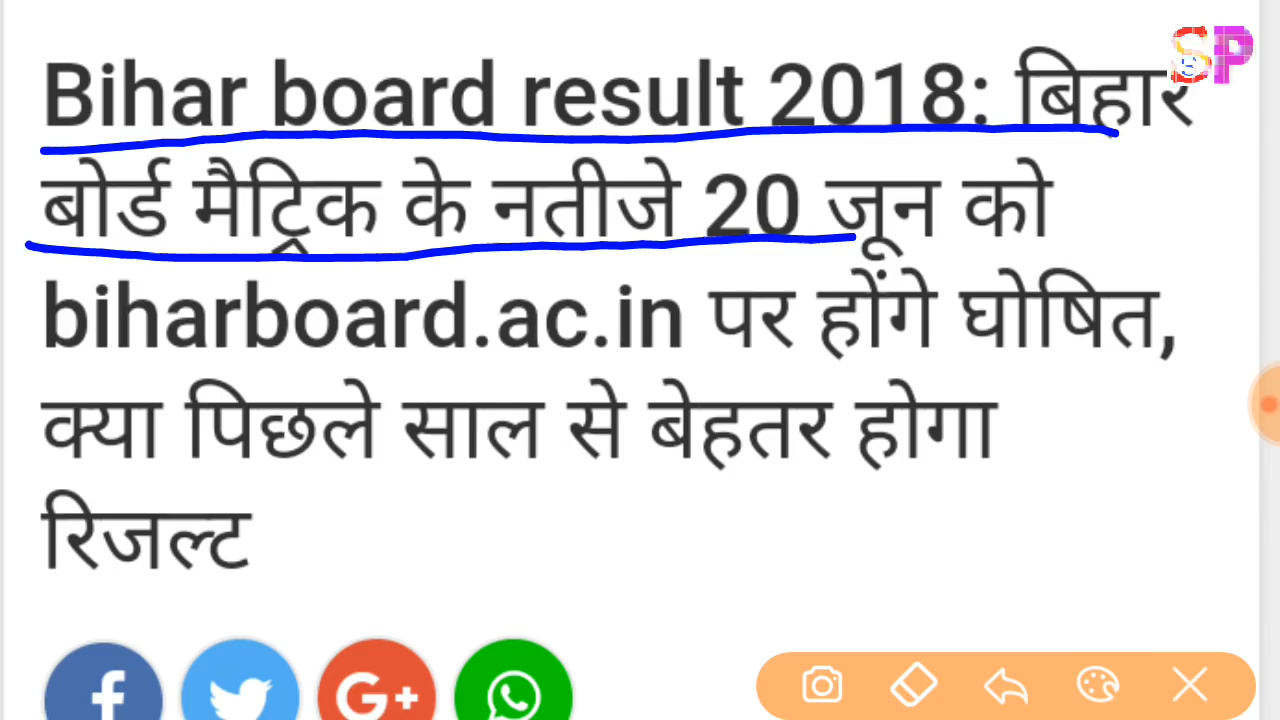 SP
Bihar board result 2018: बिहार
बोर्ड मैट्रिक के नतीजे 20 जून को
biharboard.ac.in पर होंगे घोषित,
क्या पिछले साल से बेहतर होगा
रिजल्ट
f G+